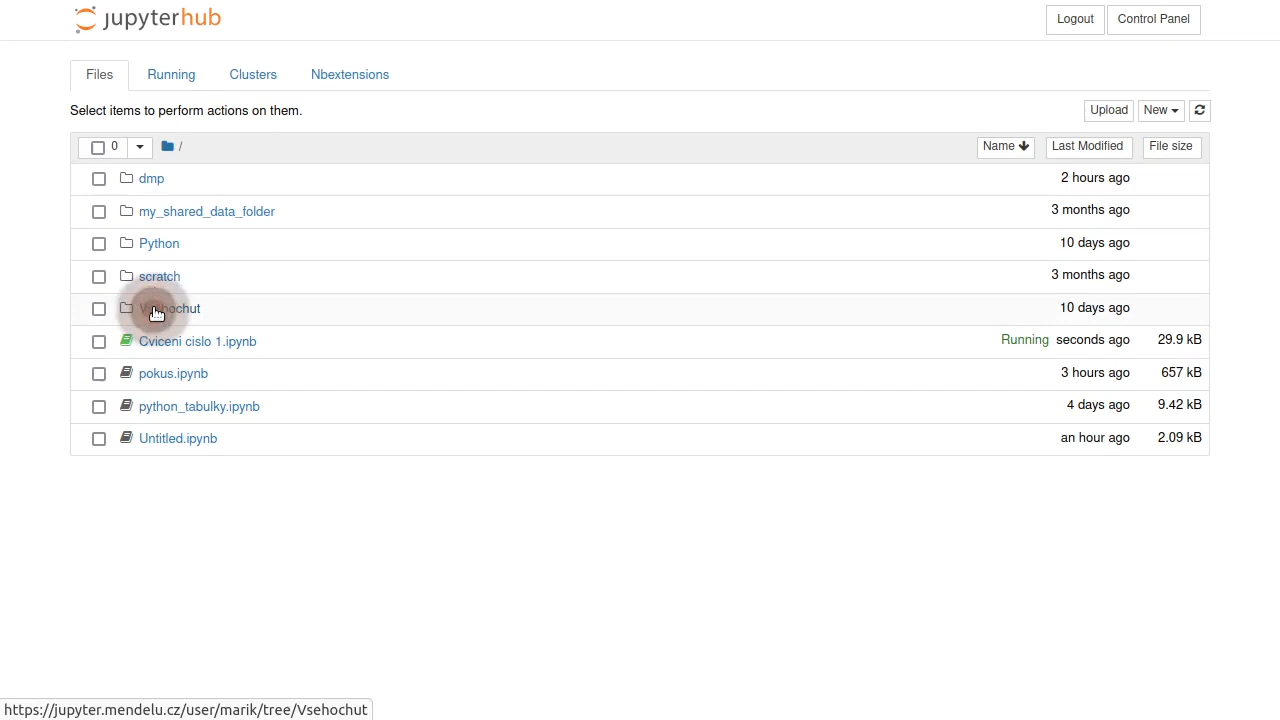 jupyterhub
Logout
Control Panel
Files
Running
Clusters
Nbextensions
Select items to perform actions on them.
Upload
New
0
/
Name
Last Modified
File size
dmp
2 hours ago
my_shared_data_folder
3 months ago
Python
10 days ago
scratch
3 months ago
Vsehochut
10 days ago
Cviceni cislo 1.ipynb
Running seconds ago
29.9 kB
pokus.ipynb
3 hours ago
657 kB
python_tabulky.ipynb
4 days ago
9.42 kB
Untitled.ipynb
an hour ago
2.09 kB
https://jupyter.mendelu.cz/user/marik/tree/Vsehochut